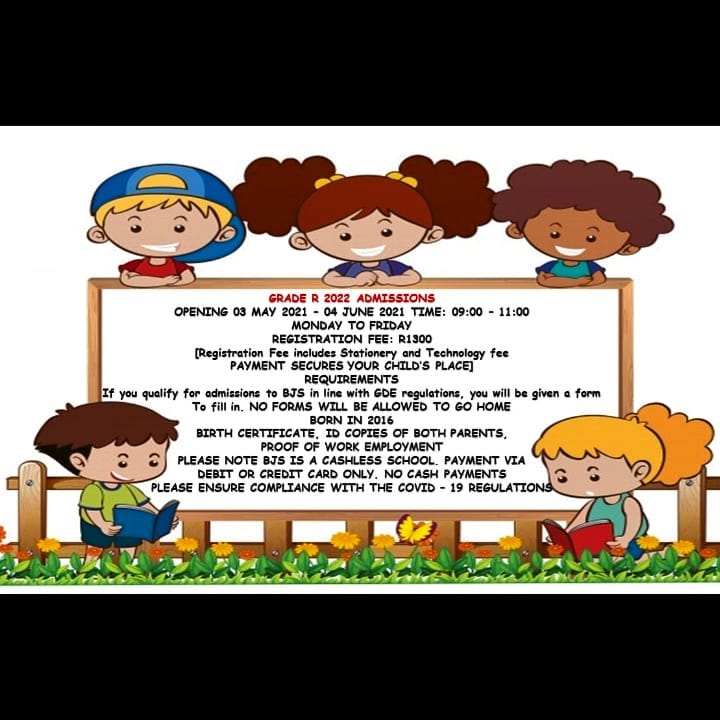 GRADE R 2022 ADMISSIONS
OPENING 03 MAY 2021 – 04 JUNE 2021 TIME: 09:00 – 11:00
MONDAY TO FRIDAY
REGISTRATION FEE: R1300
[Registration Fee includes Stationery and Technology fee
PAYMENT SECURES YOUR CHILD'S PLACE]
REQUIREMENTS
If you qualify for admissions to BJS in line with GDE regulations, you will be given a form
To fill in. NO FORMS WILL BE ALLOWED TO GO HOME
BORN IN 2016
BIRTH CERTIFICATE, ID COPIES OF BOTH PARENTS,
PROOF OF WORK EMPLOYMENT
PLEASE NOTE BJS IS A CASHLESS SCHOOL. PAYMENT VIA
DEBIT OR CREDIT CARD ONLY. NO CASH PAYMENTS
PLEASE ENSURE COMPLIANCE WITH THE COVID – 19 REGULATIONS